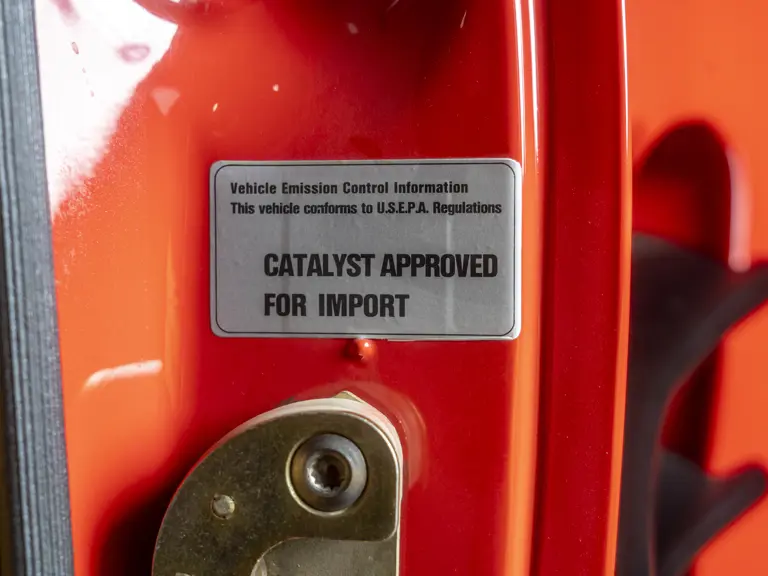 Vehicle Emission Control Information
This vehicle conforms to U.S.E.P.A. Regulations
CATALYST APPROVED
FOR IMPORT